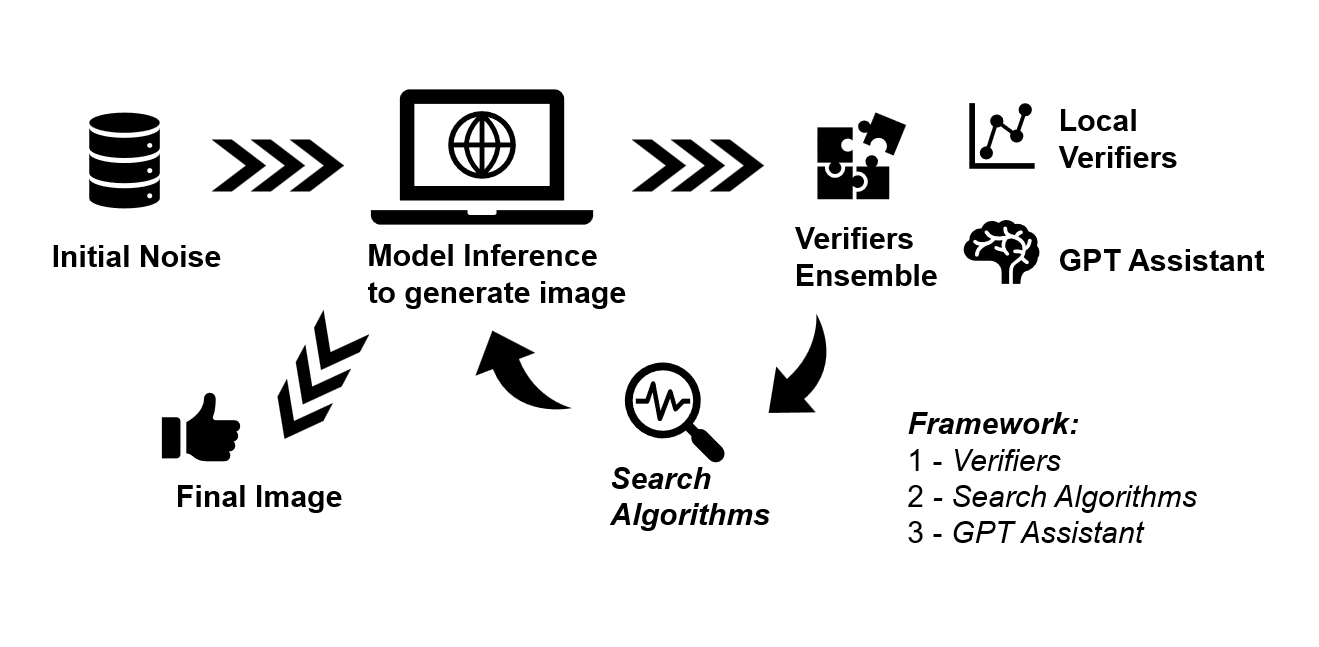 Initial Noise
Model Inference
to generate image
Verifiers
Ensemble
Local
Verifiers
GPT Assistant
Final Image
Search
Algorithms
Framework:
1 - Verifiers
2 - Search Algorithms
3 - GPT Assistant